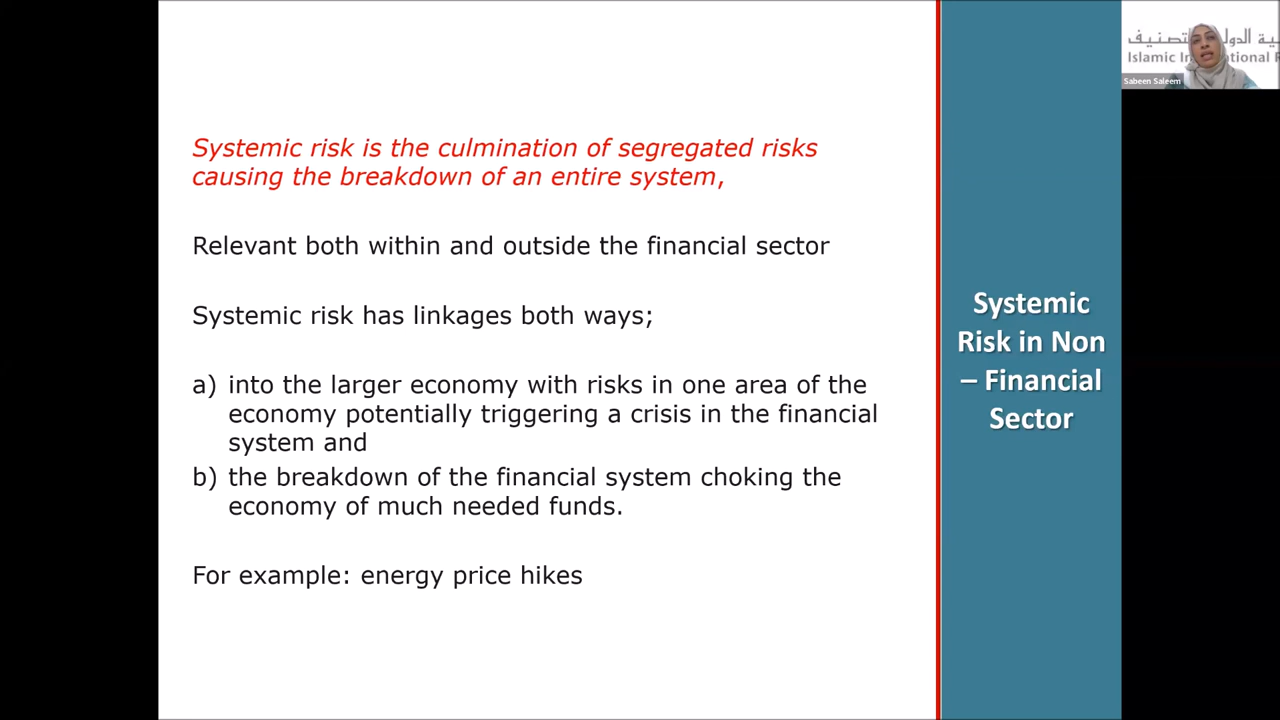 Systemic risk is the culmination of segregated risks
causing the breakdown of an entire system,
Relevant both within and outside the financial sector
Systemic risk has linkages both ways;
a) into the larger economy with risks in one area of the
economy potentially triggering a crisis in the financial
system and
b) the breakdown of the financial system choking the
economy of much needed funds.
For example: energy price hikes
Systemic
Risk in Non
– Financial
Sector
Islamic In
Sabeen Saleem